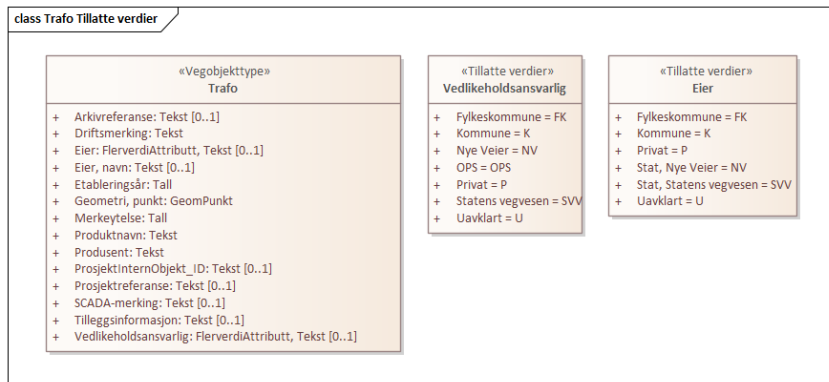 class Trafo Tillatte verdier
«Vegobjekttype»
Trafo
+ Arkivreferanse: Tekst [0..1]
+ Driftsmerking: Tekst
+ Eier: FlerverdiAttributt, Tekst [0..1]
+ Eier, navn: Tekst [0..1]
+ Etableringsår: Tall
+ Geometri, punkt: GeomPunkt
+ Merkeytelse: Tall
+ Produktnavn: Tekst
+ Produsent: Tekst
+ ProsjektInternObjekt_ID: Tekst [0..1]
+ Prosjektreferanse: Tekst [0..1]
+ SCADA-merking: Tekst [0..1]
+ Tilleggsinformasjon: Tekst [0..1]
+ Vedlikeholdsansvarlig: FlerverdiAttributt, Tekst [0..1]
«Tillatte verdier»
Vedlikeholdsansvarlig
+ Fylkeskommune = FK
+ Kommune = K
+ Nye Veier = NV
+ OPS = OPS
+ Privat = P
+ Statens vegvesen = SVV
+ Uavklart = U
«Tillatte verdier»
Eier
+ Fylkeskommune = FK
+ Kommune = K
+ Privat = P
+ Stat, Nye Veier = NV
+ Stat, Statens vegvesen = SVV
+ Uavklart = U